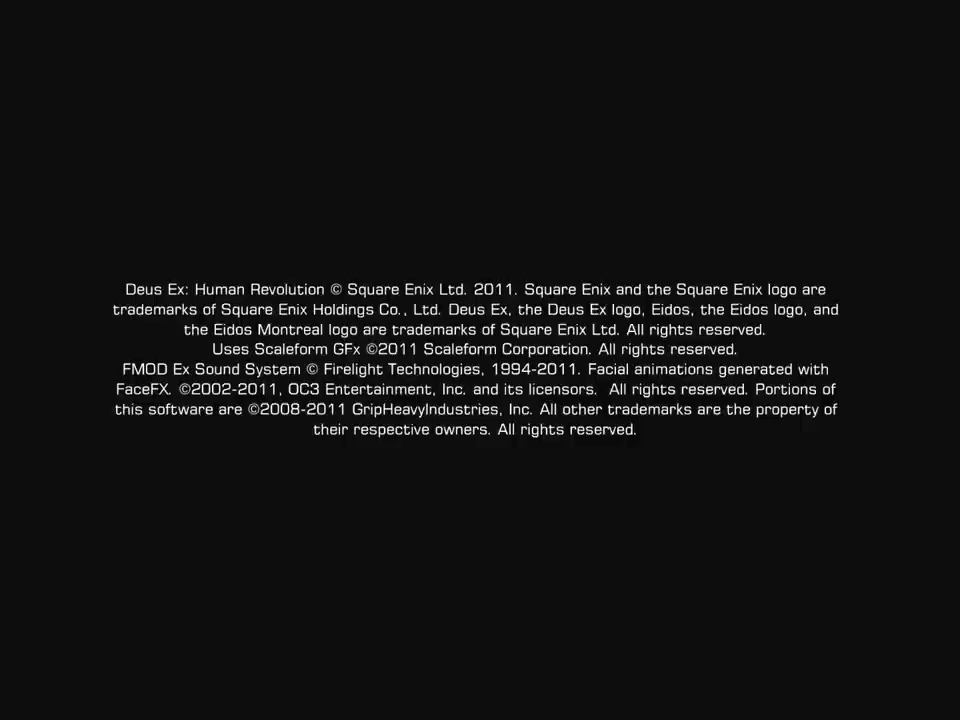 Deus Ex: Human Revolution © Square Enix Ltd. 2011. Square Enix and the Square Enix logo are
trademarks of Square Enix Holdings Co., Ltd. Deus Ex, the Deus Ex logo, Eidos, the Eidos logo, and
the Eidos Montreal logo are trademarks of Square Enix Ltd. All rights reserved.
Uses Scaleform GFx ©2011 Scaleform Corporation. All rights reserved.
FMOD Ex Sound System © Firelight Technologies, 1994-2011. Facial animations generated with
FaceFX. ©2002-2011, OC3 Entertainment, Inc. and its licensors.  All rights reserved. Portions of
this software are ©2008-2011 GripHeavyIndustries, Inc. All other trademarks are the property of
their respective owners. All rights reserved.